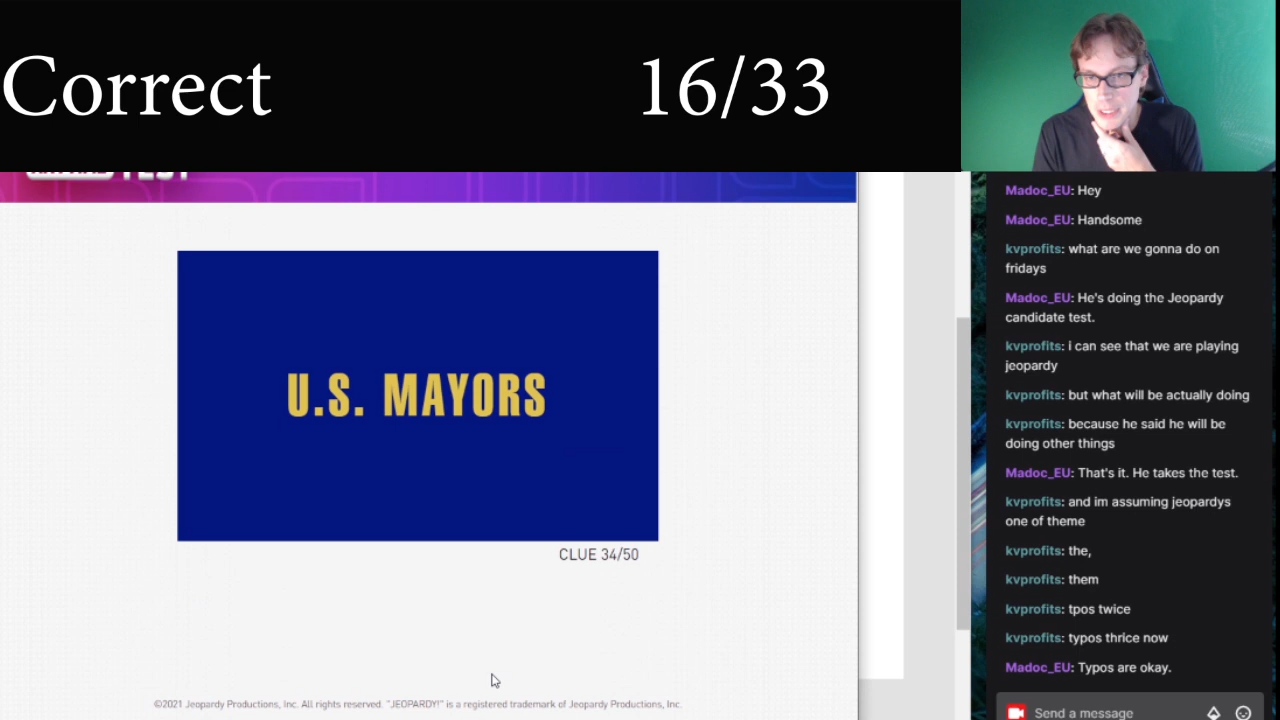 Correct 16/33
TEST
U.S. MAYORS
CLUE 34/50
©2021 Jeopardy Productions, Inc. All rights reserved. "JEOPARDY!" is a registered trademark of Jeopardy Productions, Inc.
Madoc_EU: Hey
Madoc_EU: Handsome
kvprofits: what are we gonna do on
fridays
Madoc_EU: He's doing the Jeopardy
candidate test.
kvprofits: i can see that we are playing
jeopardy
kvprofits: but what will be actually doing
kvprofits: because he said he will be
doing other things
Madoc_EU: That's it. He takes the test.
kvprofits: and im assuming jeopardys
one of theme
kvprofits: the,
kvprofits: them
kvprofits: tpos twice
kvprofits: typos thrice now
Madoc_EU: Typos are okay.
Send a message